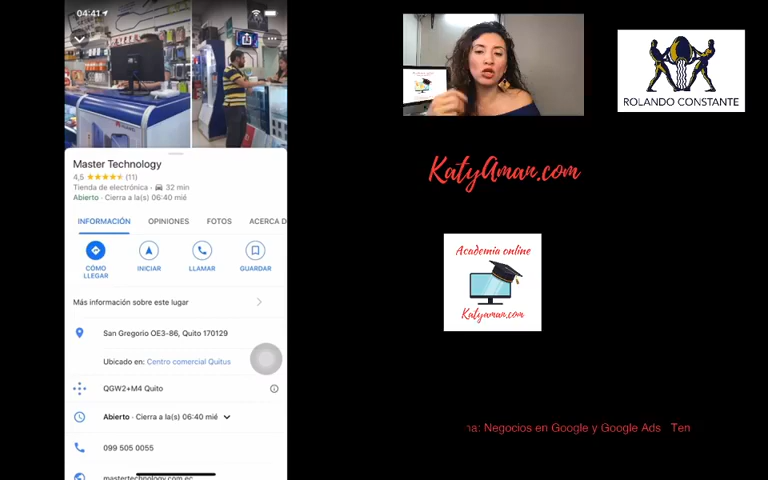 04:41
Master Technology
4,5 (11)
Tienda de electrónica · 32 min
Abierto · Cierra a la(s) 06:40 mié
INFORMACIÓN OPINIONES FOTOS ACERCA D
CÓMO LLEGAR
INICIAR
LLAMAR
GUARDAR
Más información sobre este lugar
San Gregorio OE3-86, Quito 170129
Ubicado en: Centro comercial Quitus
QGW2+M4 Quito
Abierto · Cierra a la(s) 06:40 mié
099 505 0055
mastertechnology.com.ec
ROLANDO CONSTANTE
KatyAman.com
Academia online
Katyaman.com
na: Negocios en Google y Google Ads Ten